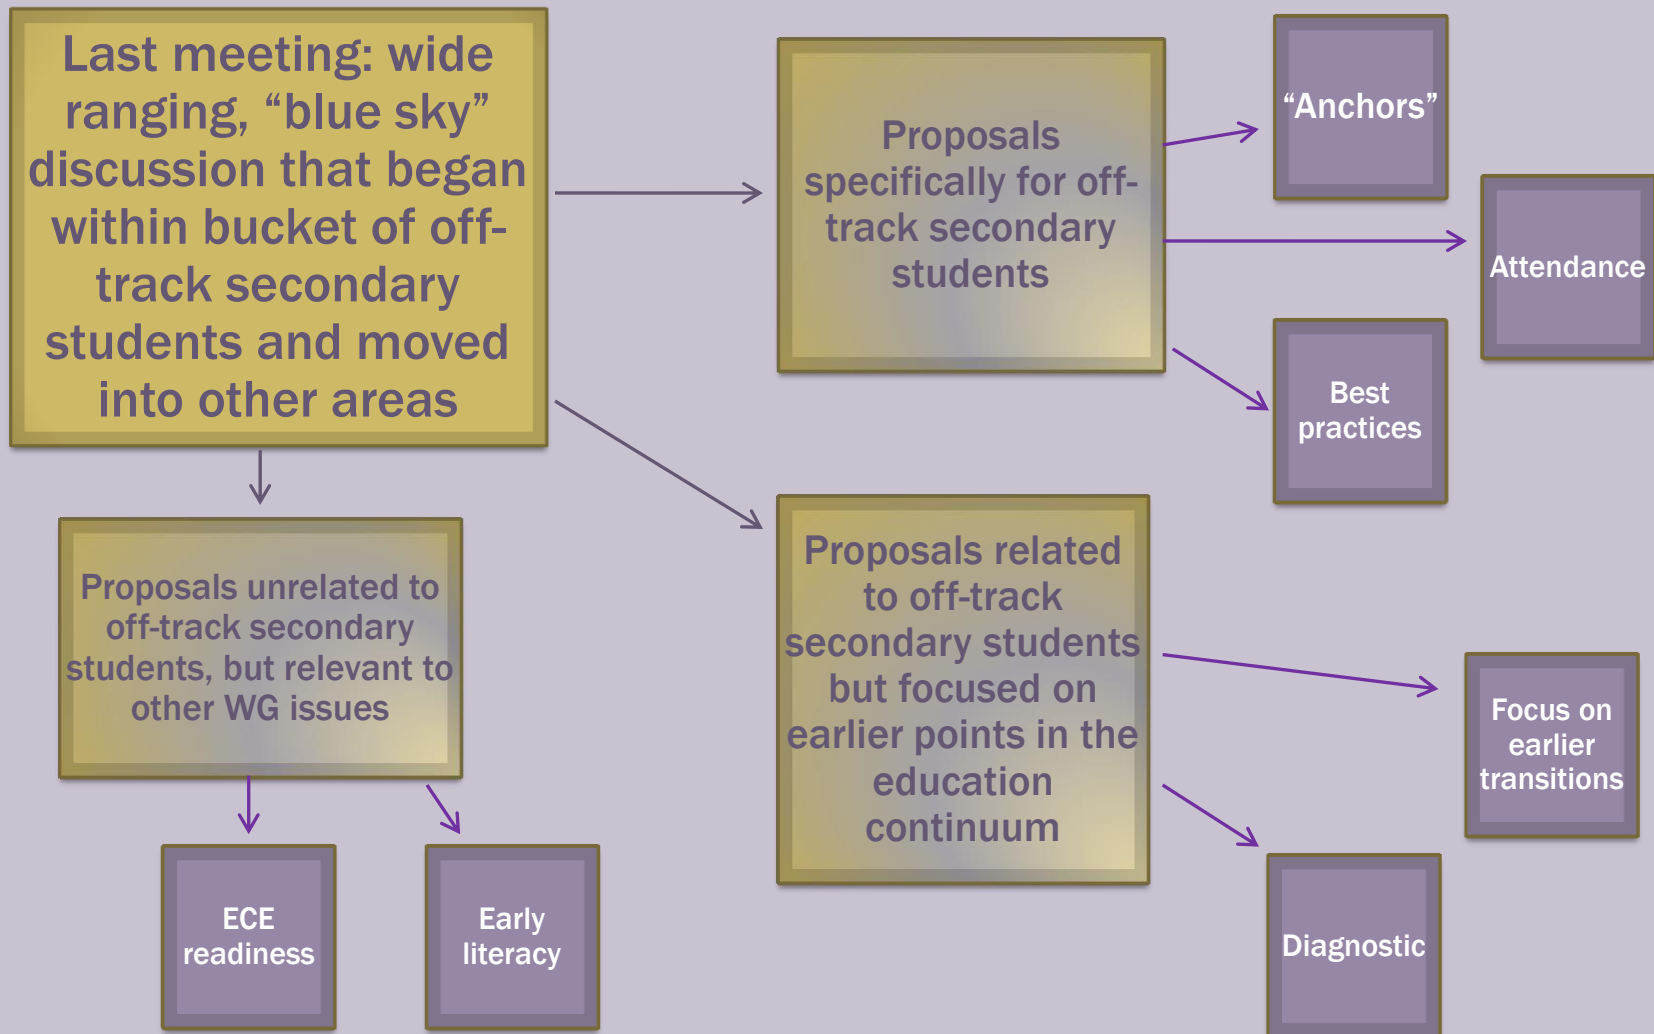 Last meeting: wide
ranging, “blue sky”
discussion that began
within bucket of off-
track secondary
students and moved
into other areas
Proposals
specifically for off-
track secondary
students
“Anchors”
Attendance
Best
practices
Proposals unrelated to
off-track secondary
students, but relevant to
other WG issues
Proposals related
to off-track
secondary students
but focused on
earlier points in the
education
continuum
Focus on
earlier
transitions
Diagnostic
ECE
readiness
Early
literacy